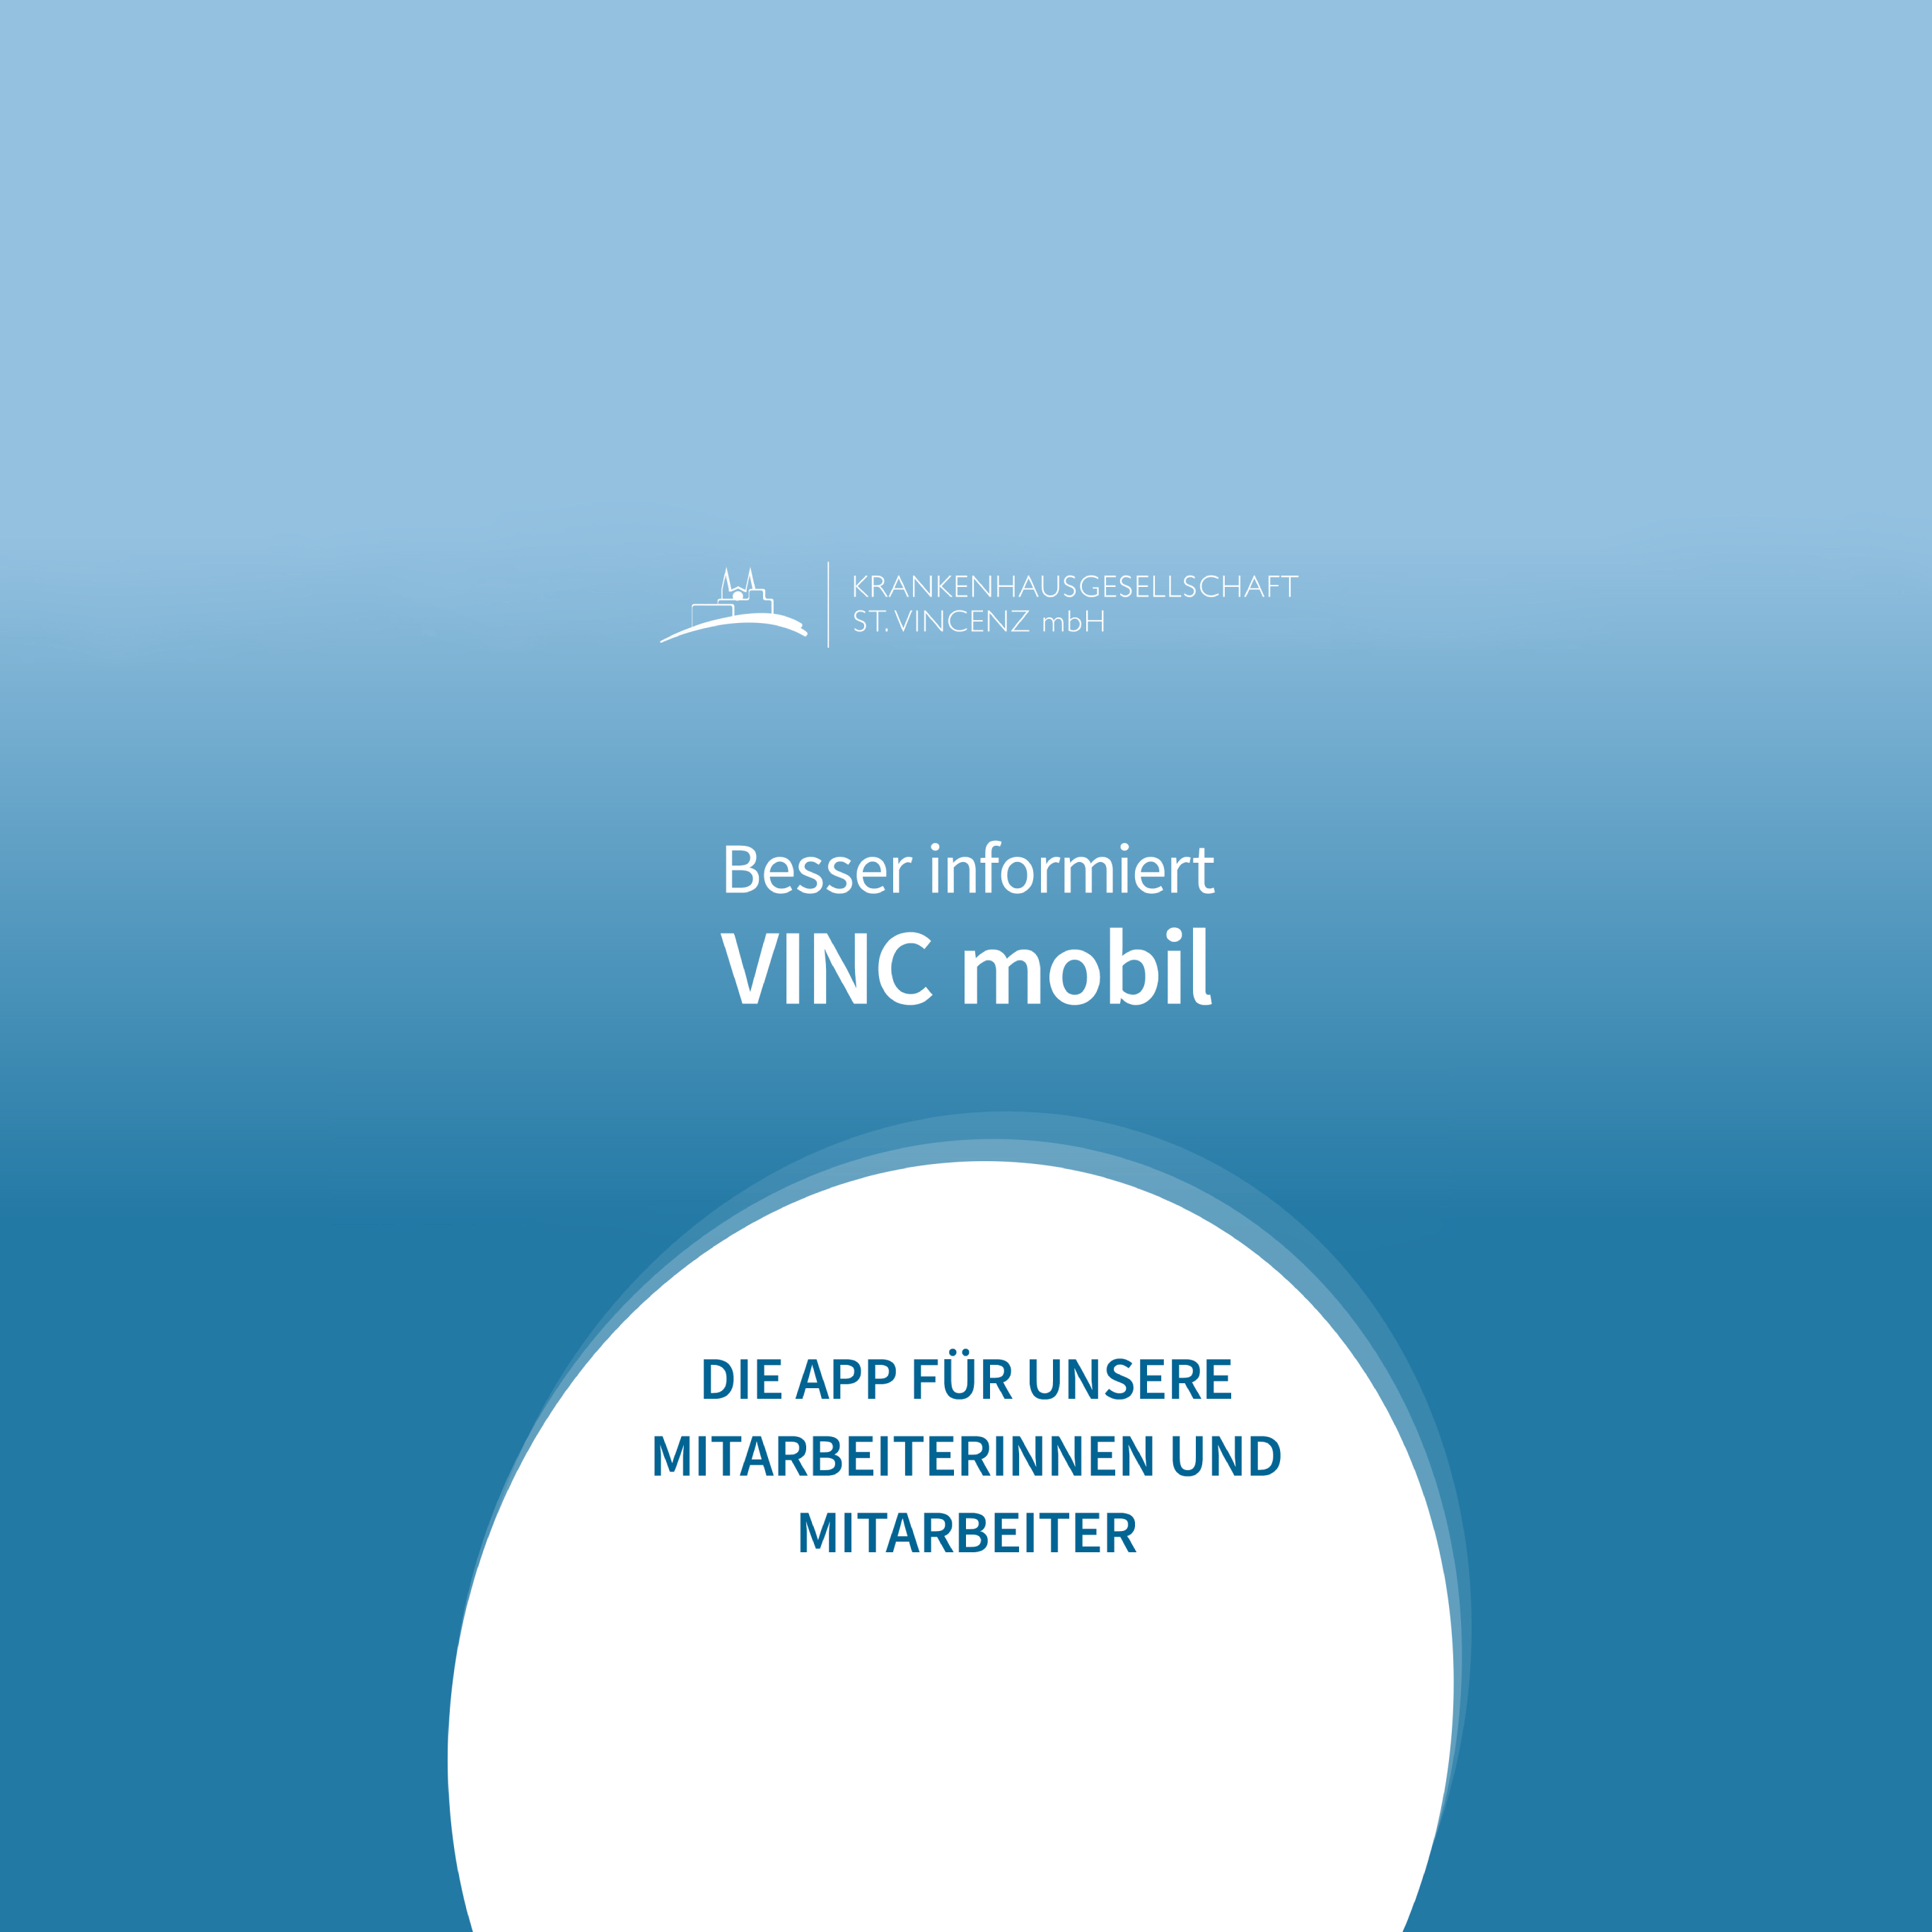 KRANKENHAUSGESELLSCHAFT
ST. VINCENZ mbH
Besser informiert
VINC mobil
DIE APP FÜR UNSERE
MITARBEITERINNEN UND
MITARBEITER